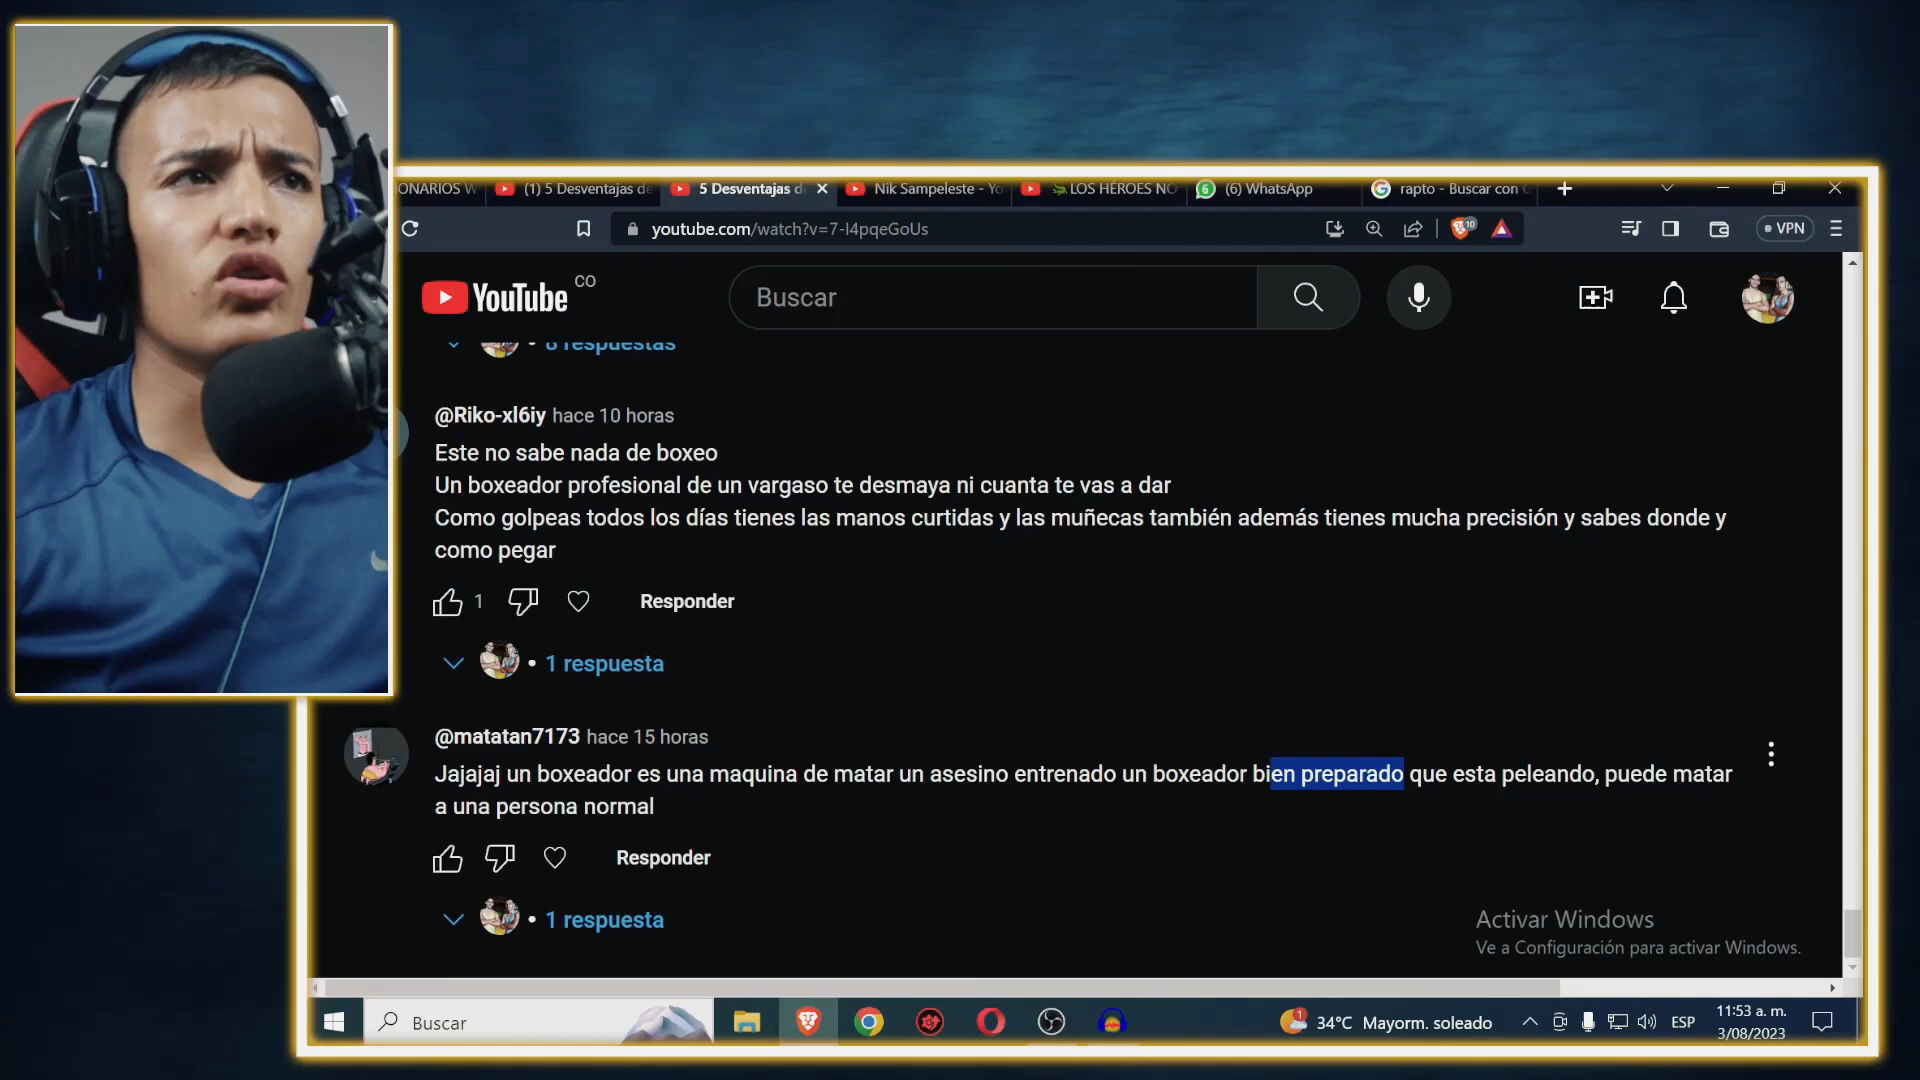 ONARIOS W
(1) 5 Desventajas de
5 Desventajas d
Nik Sampeleste - Yo
LOS HÉROES NO
6
(6) WhatsApp
rapto - Buscar con G
youtube.com/watch?v=7-l4pqeGoUs
10
VPN
YouTube CO
Buscar
8 respuestas
@Riko-xl6iy hace 10 horas
Este no sabe nada de boxeo
Un boxeador profesional de un vargaso te desmaya ni cuanta te vas a dar
Como golpeas todos los días tienes las manos curtidas y las muñecas también además tienes mucha precisión y sabes donde y
como pegar
1
Responder
• 1 respuesta
@matatan7173 hace 15 horas
Jajajaj un boxeador es una maquina de matar un asesino entrenado un boxeador bien preparado que esta peleando, puede matar
a una persona normal
Responder
• 1 respuesta
Activar Windows
Ve a Configuración para activar Windows.
Buscar
1
34°C Mayorm. soleado
ESP
11:53 a. m.
3/08/2023